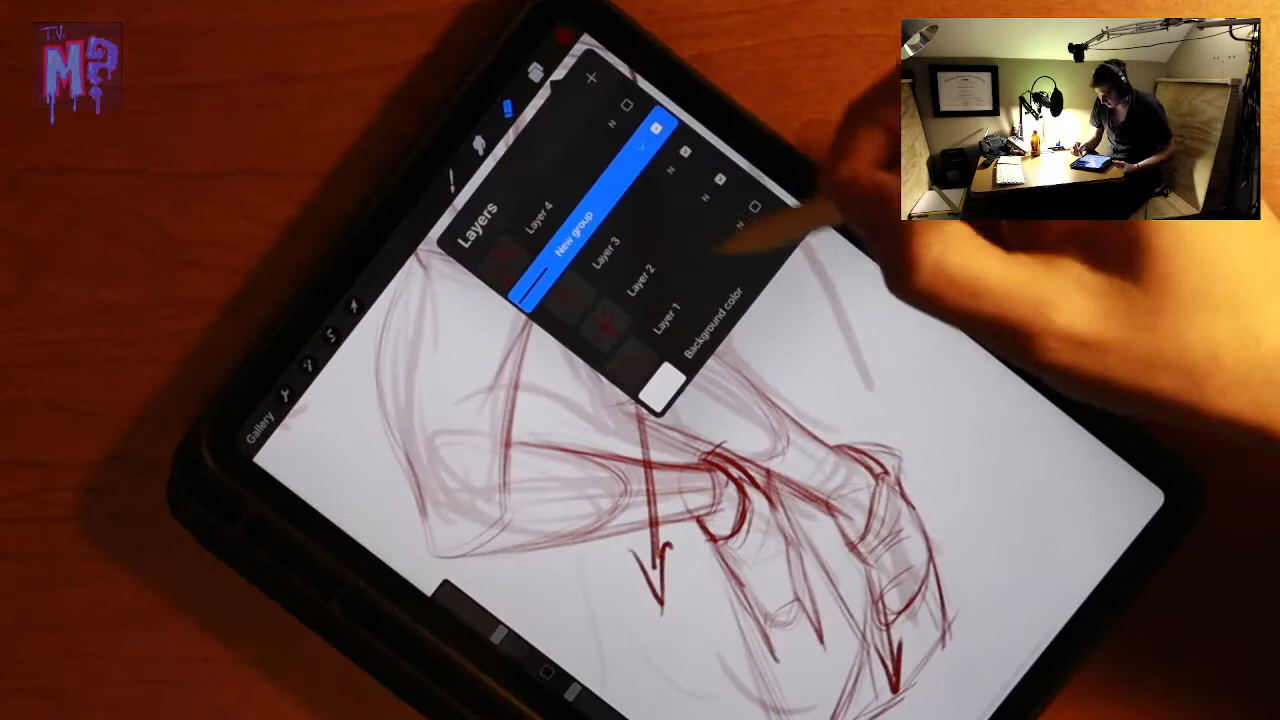 T.V.
M?
Gallery
S
Layers
N
Layer 4
New group
N
Layer 3
N
Layer 2
N
Layer 1
Background color